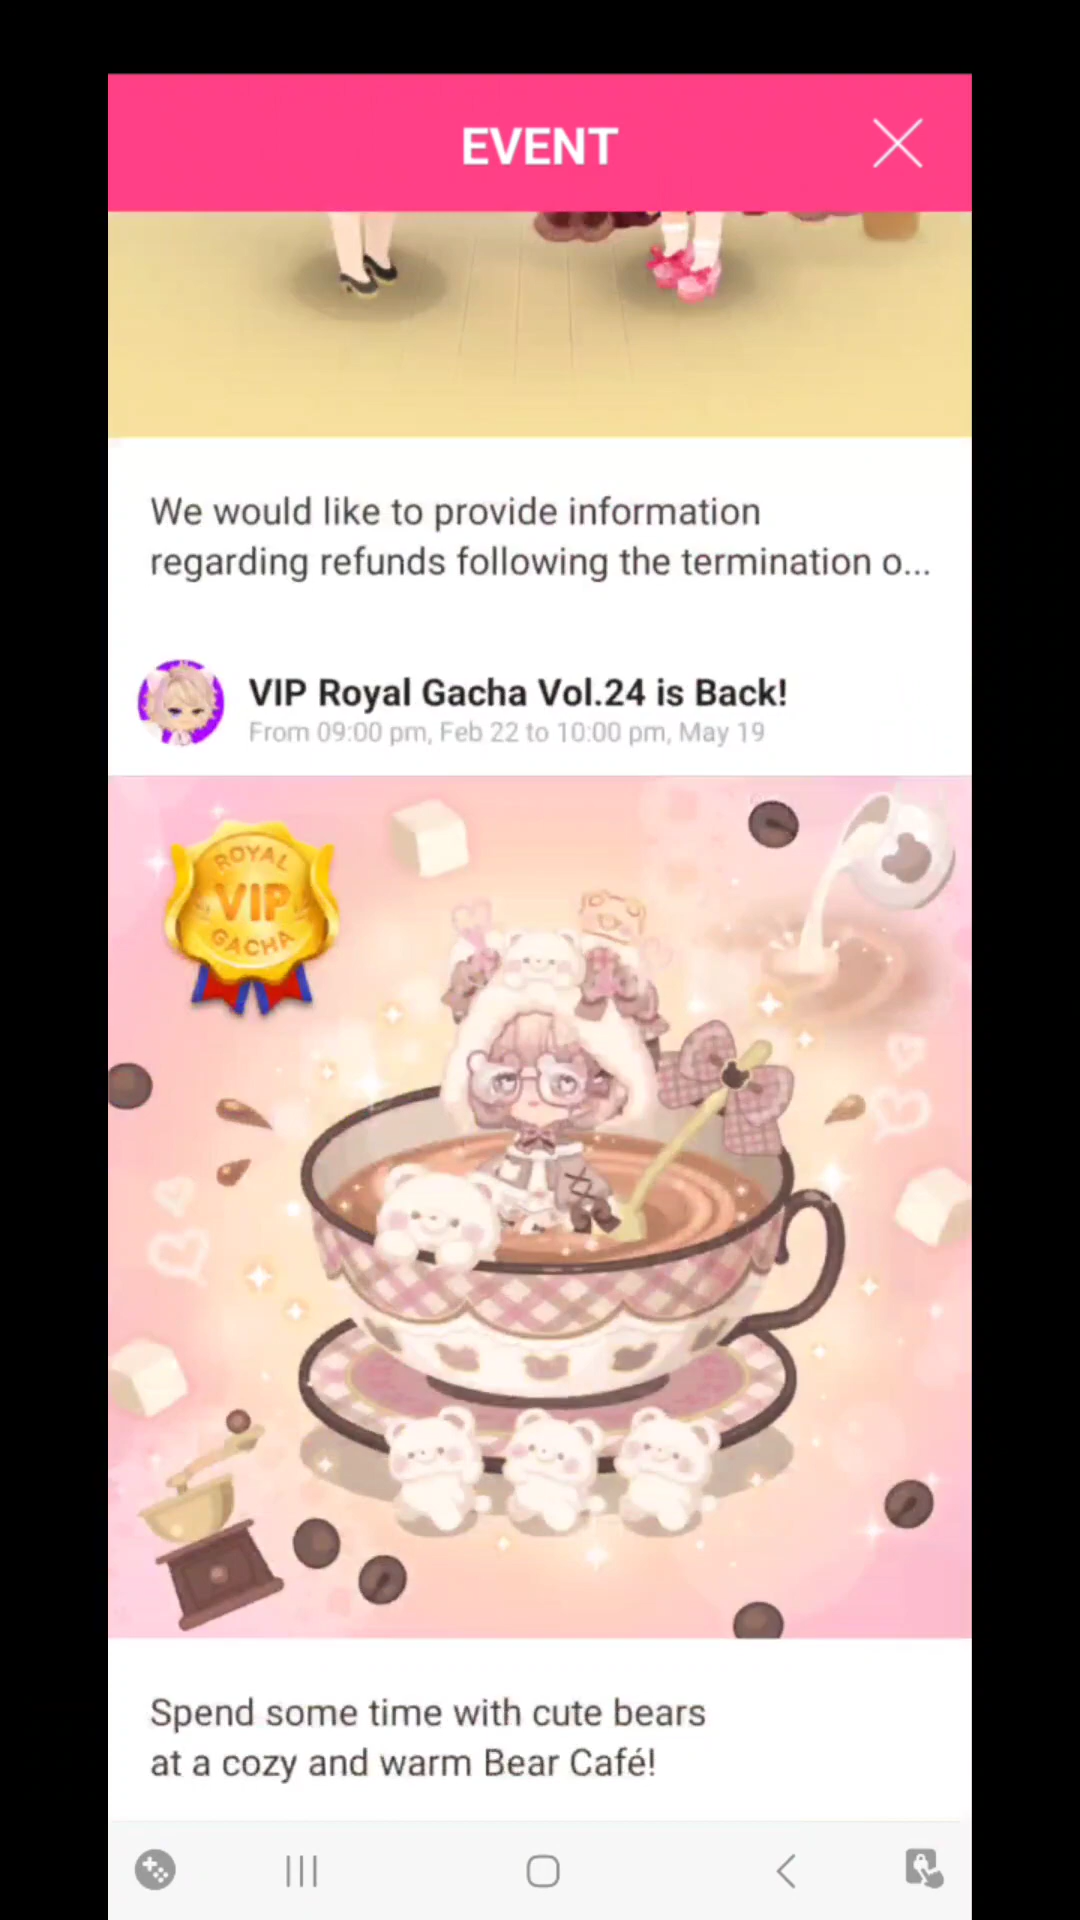 EVENT
We would like to provide information
regarding refunds following the termination o...
VIP Royal Gacha Vol.24 is Back!
From 09:00 pm, Feb 22 to 10:00 pm, May 19
ROYAL
VIP
GACHA
Spend some time with cute bears
at a cozy and warm Bear Café!